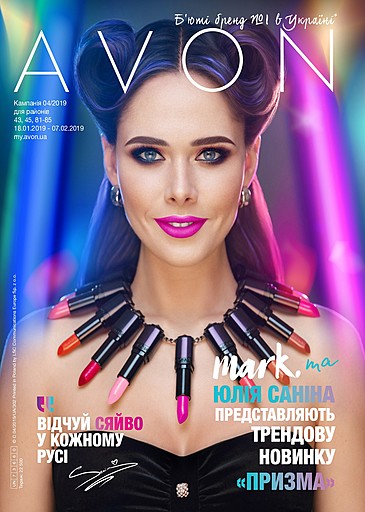 Б'юті бренд №1 в Україні*
AVON
Кампанія 04/2019
для районів
43, 45, 81-85
18.01.2019 - 07.02.2019
my.avon.ua
mark. та
ЮЛІЯ САНІНА
ПРЕДСТАВЛЯЮТЬ
ТРЕНДОВУ
НОВИНКУ
«ПРИЗМА»
"
ВІДЧУЙ СЯЙВО
У КОЖНОМУ
РУСІ